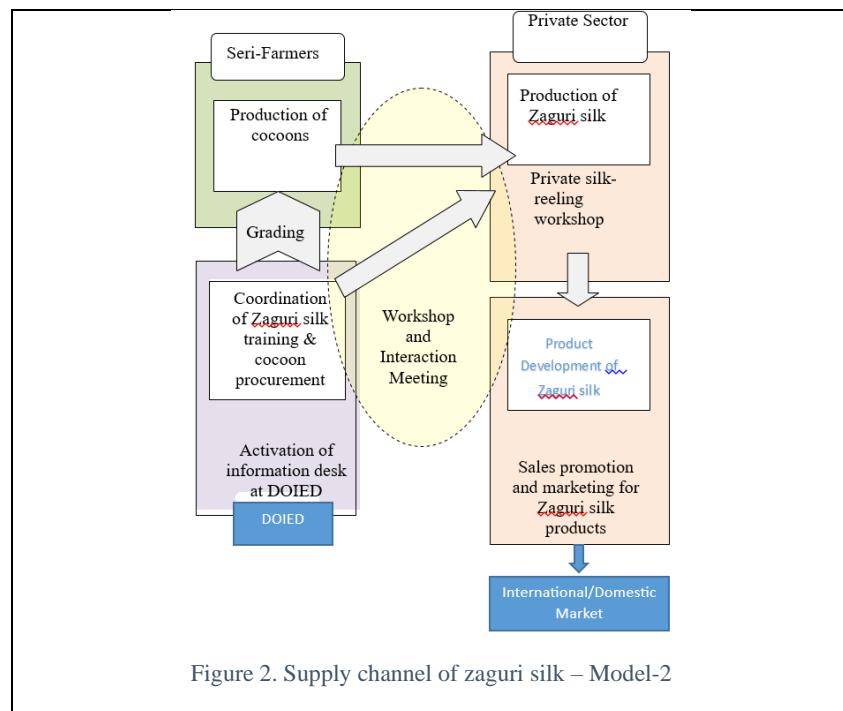 Seri-Farmers
Production of
cocoons
Grading
Coordination
of Zaguri silk
training &
cocoon
procurement
Activation of
information desk
at DOIED
DOIED
Workshop
and
Interaction
Meeting
Private Sector
Production of
Zaguri silk
Private silk-
reeling
workshop
Product
Development of
Zaguri silk
Sales promotion
and marketing for
Zaguri silk
products
International/Domestic
Market
Figure 2. Supply channel of zaguri silk – Model-2